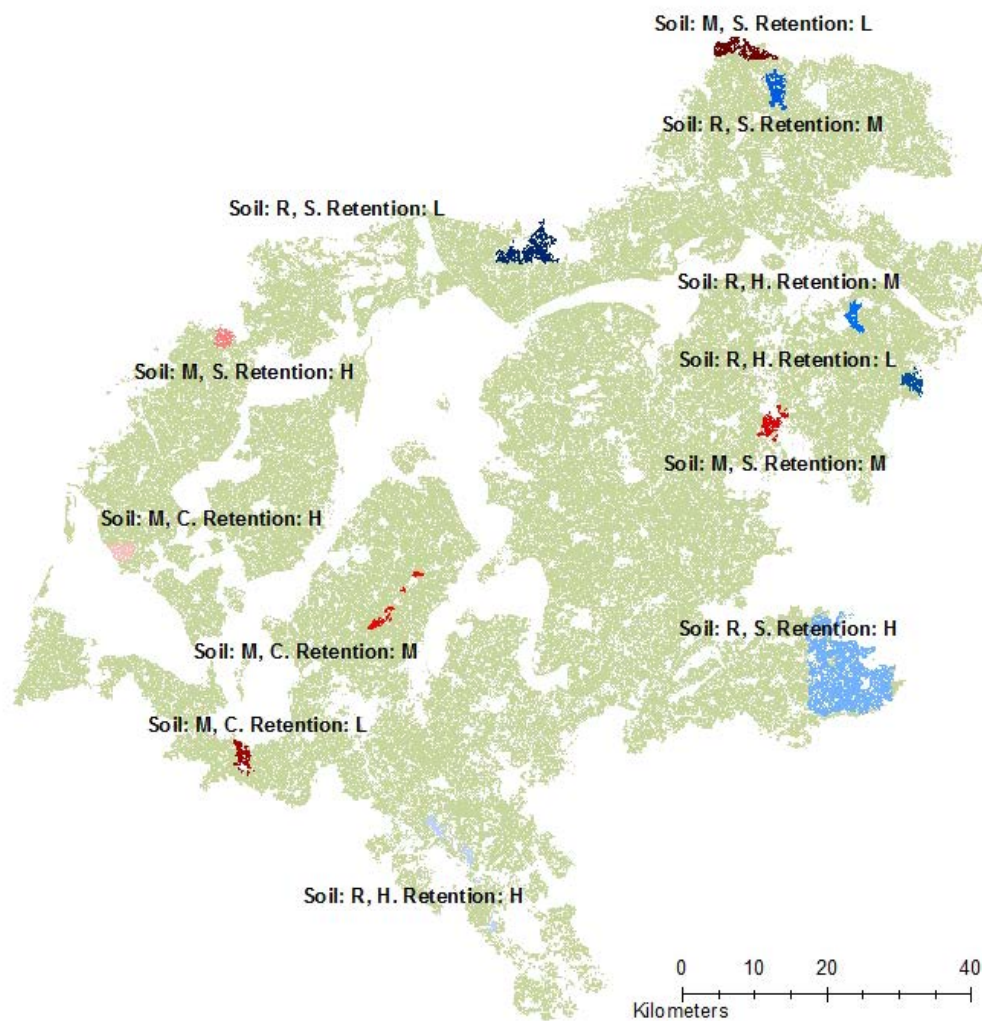 Soil: M, S. Retention: L
Soil: R, S. Retention: M
Soil: R, S. Retention: L
Soil: R, H. Retention: M
Soil: R, H. Retention: L
Soil: M, S. Retention: H
Soil: M, S. Retention: M
Soil: M, C. Retention: H
Soil: R, S. Retention: H
Soil: M, C. Retention: M
Soil: M, C. Retention: L
Soil: R, H. Retention: H
0 10 20 40
Kilometers